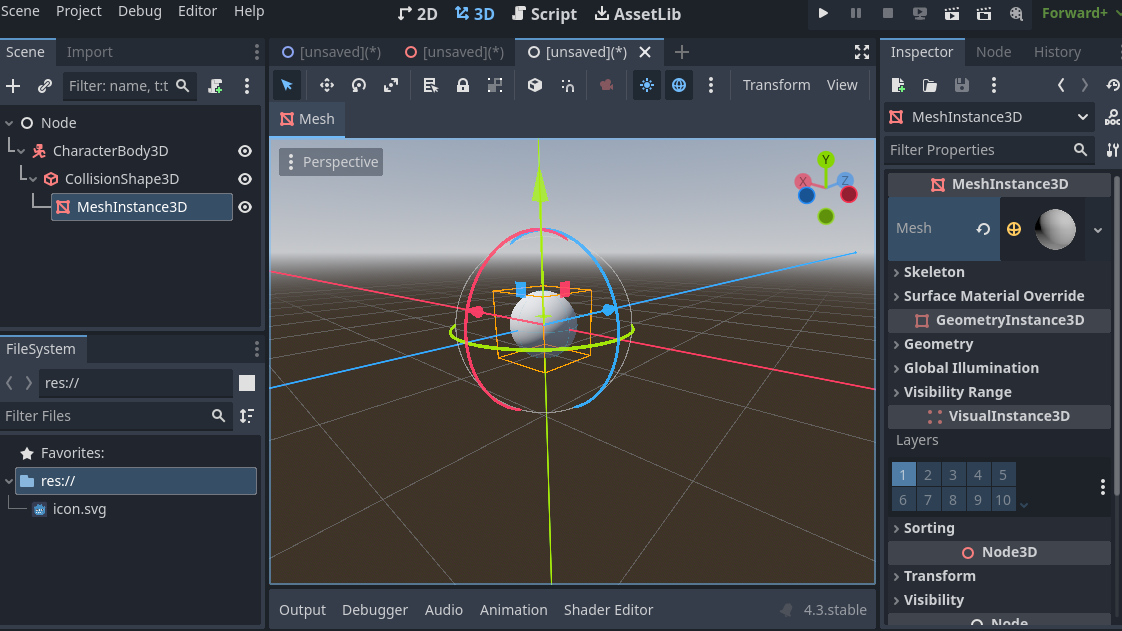 Scene Project Debug Editor Help 2D 3D Script AssetLib Forward+
Scene Import
Filter: name, t:t
Node
CharacterBody3D
CollisionShape3D
MeshInstance3D
FileSystem
res://
Filter Files
Favorites:
res://
icon.svg
[unsaved](*) [unsaved](*) [unsaved](*)
Transform View
Mesh
Perspective
Y
X Z
Output Debugger Audio Animation Shader Editor 4.3.stable
Inspector Node History
MeshInstance3D DOC
Filter Properties
MeshInstance3D
Mesh
Skeleton
Surface Material Override
GeometryInstance3D
Geometry
Global Illumination
Visibility Range
VisualInstance3D
Layers
1 2 3 4 5
6 7 8 9 10
Sorting
Node3D
Transform
Visibility
Node